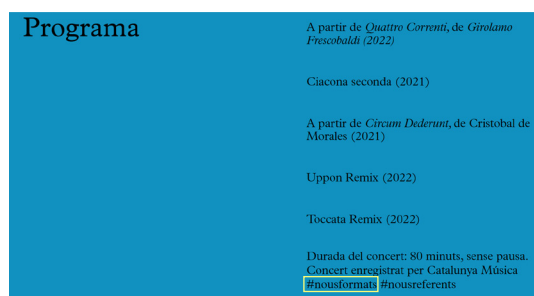 Programa
A partir de Quattro Correnti, de Girolamo
Frescobaldi (2022)
Ciacona seconda (2021)
A partir de Circum Dederunt, de Cristobal de
Morales (2021)
Uppon Remix (2022)
Toccata Remix (2022)
Durada del concert: 80 minuts, sense pausa.
Concert enregistrat per Catalunya Música
#nousformats #nousreferents